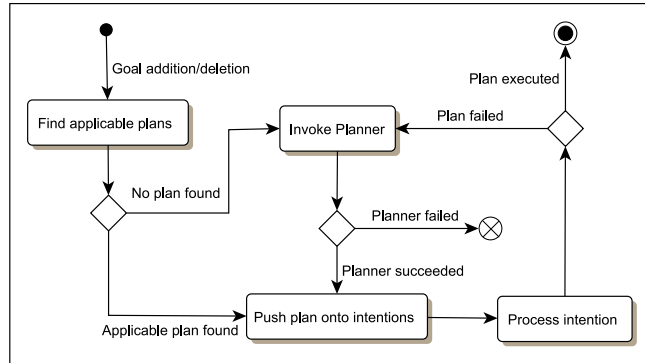 Goal addition/deletion
Plan executed
Find applicable plans
Invoke Planner
Plan failed
No plan found
Planner failed
Planner succeeded
Applicable plan found
Push plan onto intentions
Process intention